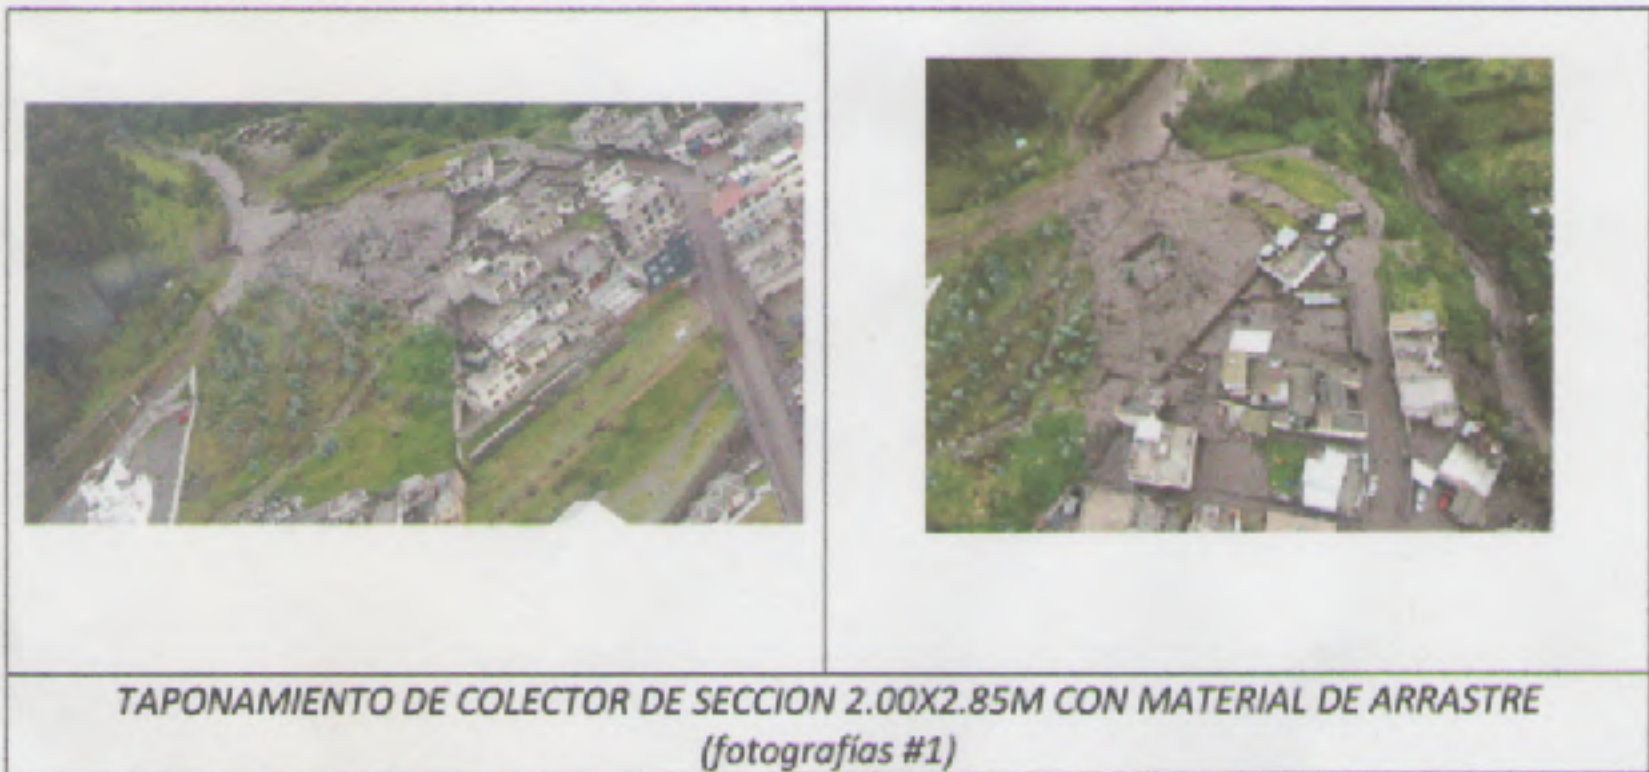 TAPONAMIENTO DE COLECTOR DE SECCION 2.00X2.85M CON MATERIAL DE ARRASTRE
(fotografías #1)